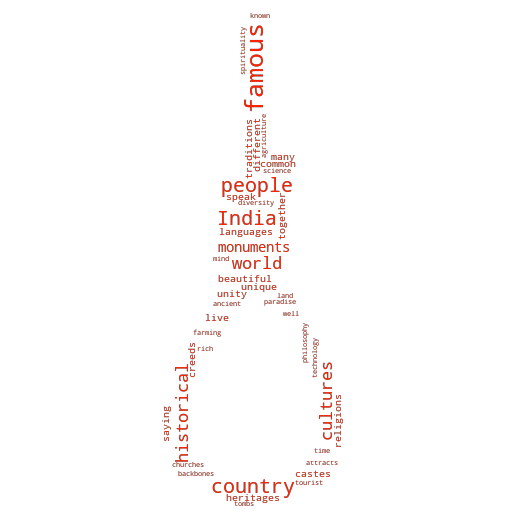 known
spirituality
famous
agriculture
traditions
different
many
common
science
people
speak
diversity
together
India
languages
monuments
mind
world
beautiful
unique
unity
land
ancient
paradise
well
live
farming
philosophy
technology
rich
creeds
historical
cultures
saying
religions
time
churches
attracts
backbones
castes
country
tourist
heritages
tombs